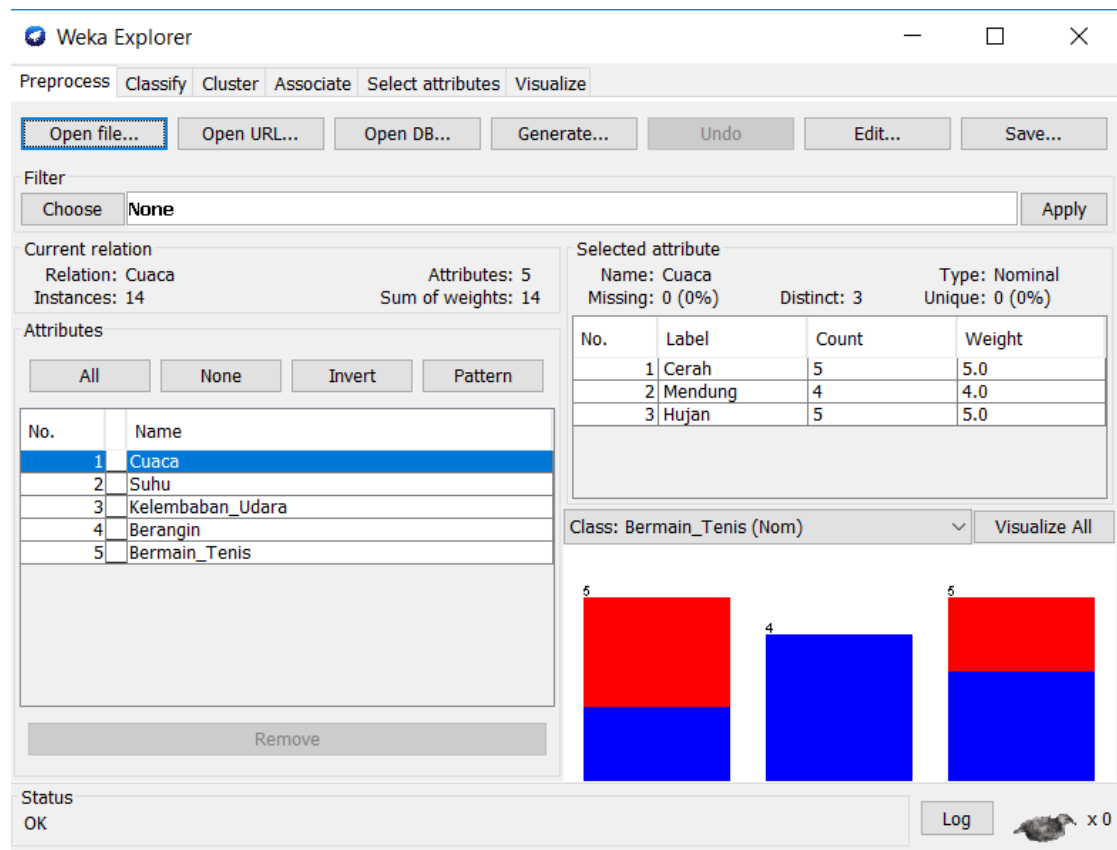 Weka Explorer
Preprocess Classify Cluster Associate Select attributes Visualize
Open file... Open URL... Open DB... Generate... Undo Edit... Save...
Filter
Choose None Apply
Current relation
Relation: Cuaca Attributes: 5
Instances: 14 Sum of weights: 14
Attributes
All None Invert Pattern
No. Name
1 Cuaca
2 Suhu
3 Kelembaban_Udara
4 Berangin
5 Bermain_Tenis
Remove
Selected attribute
Name: Cuaca Type: Nominal
Missing: 0 (0%) Distinct: 3 Unique: 0 (0%)
No. Label Count Weight
1 Cerah 5 5.0
2 Mendung 4 4.0
3 Hujan 5 5.0
Class: Bermain_Tenis (Nom) Visualize All
5 4 5
Status
OK
Log x 0